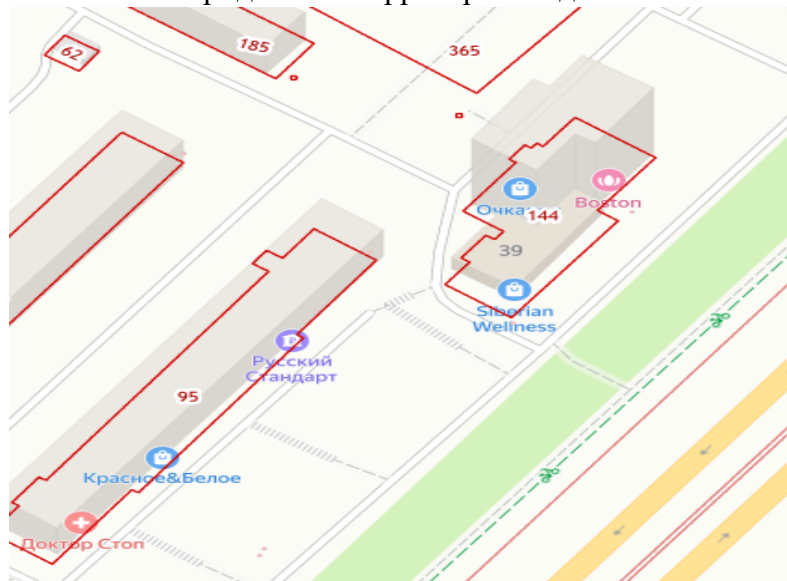 185
365
62
Очка
Boston
144
39
Siberian
Wellness
Русский
Стандарт
95
Красное&Белое
Доктор Стоп